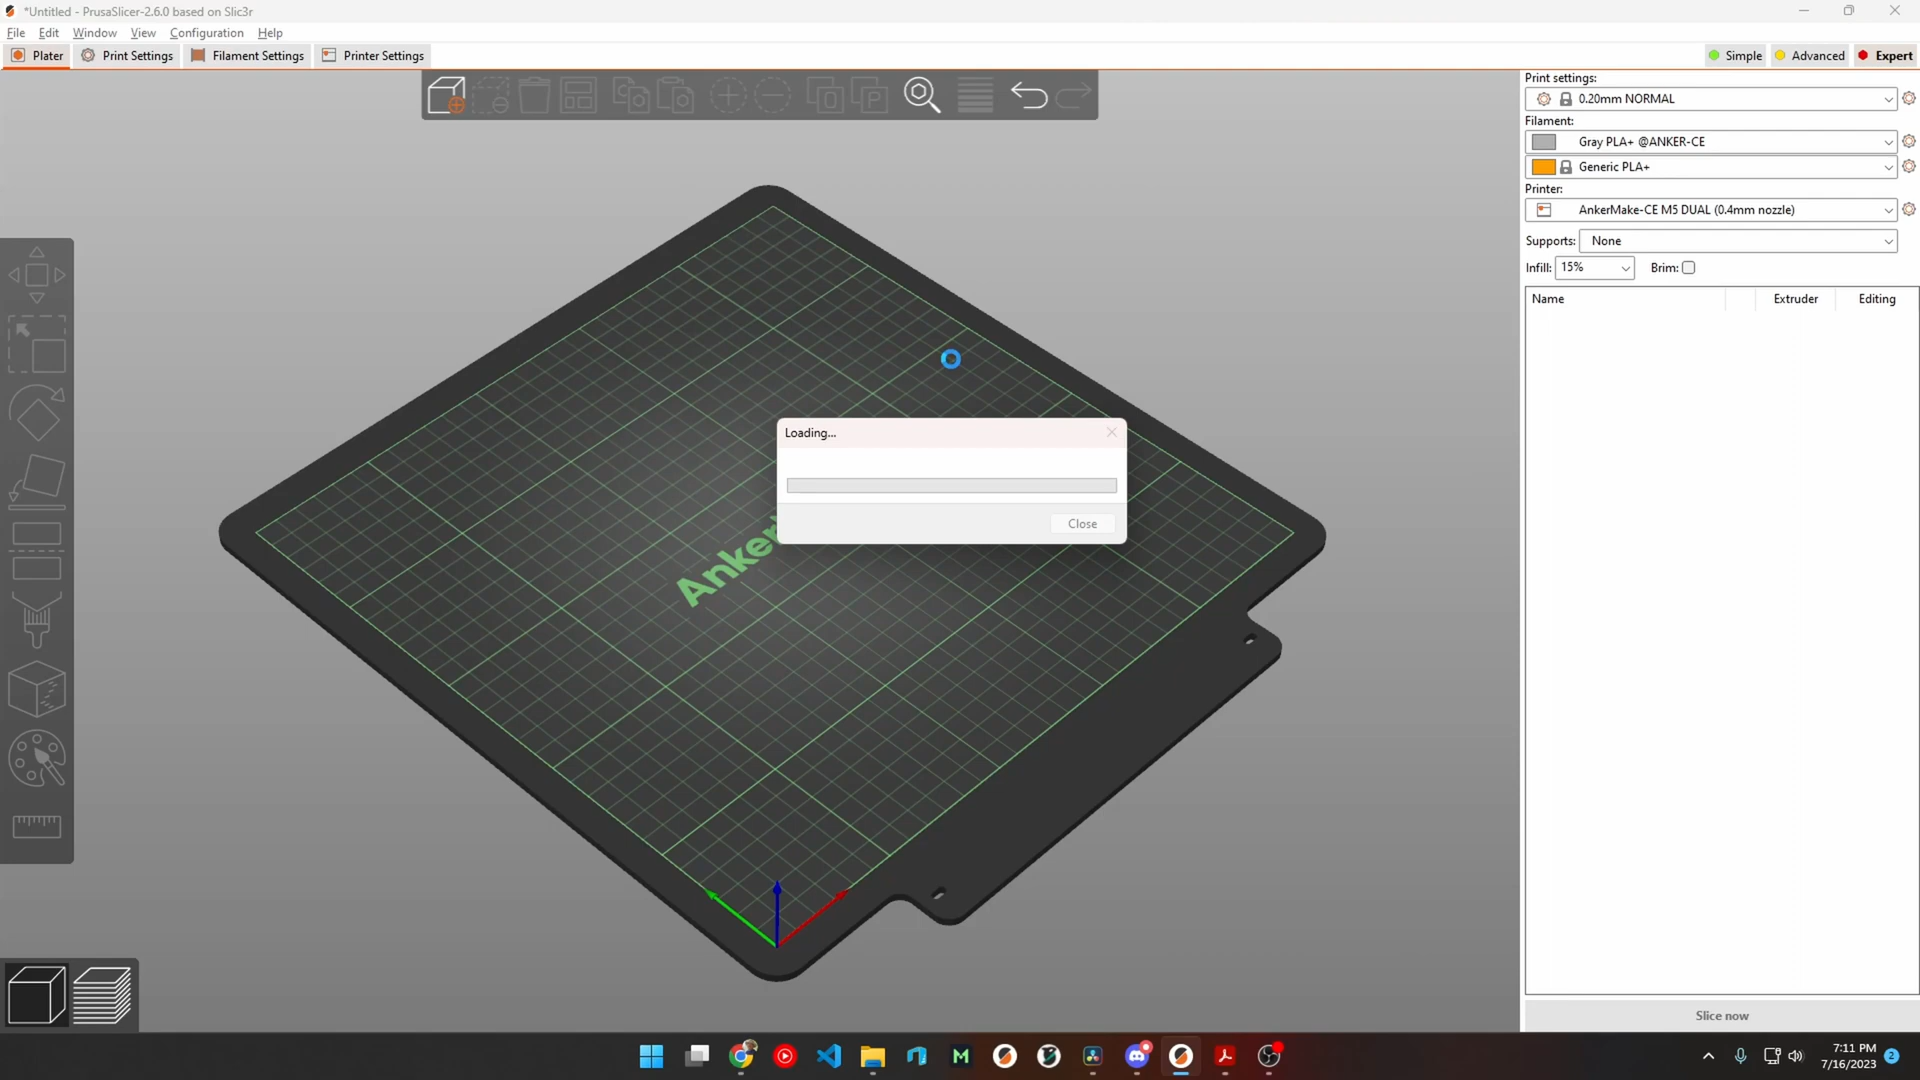 *Untitled - PrusaSlicer-2.6.0 based on Slic3r
File Edit Window View Configuration Help
Plater Print Settings Filament Settings Printer Settings Simple Advanced Expert
Print settings:
0.20mm NORMAL
Filament:
Gray PLA+ @ANKER-CE
Generic PLA+
Printer:
AnkerMake-CE M5 DUAL (0.4mm nozzle)
Supports: None
Infill: 15% Brim:
Name Extruder Editing
Loading...
Close
Anker
Slice now
7:11 PM
7/16/2023
2